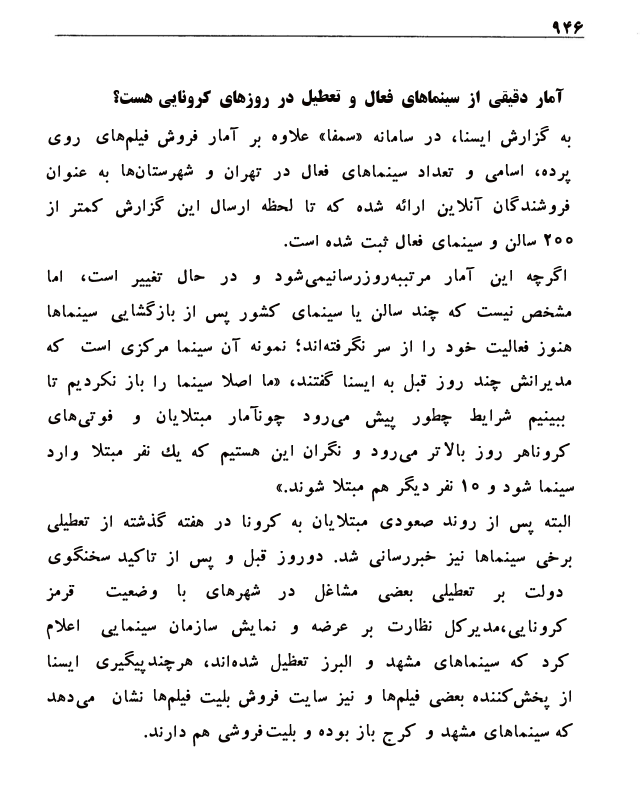 ۹۴۶
آمار دقیقی از سینماهای فعال و تعطیل در روزهای کرونایی هست؟
به گزارش ایسنا، در سامانه «سمفا» علاوه بر آمار فروش فیلم‌های روی
پرده، اسامی و تعداد سینماهای فعال در تهران و شهرستان‌ها به عنوان
فروشندگان آنلاین ارائه شده که تا لحظه ارسال این گزارش کمتر از
۲۰۰ سالن و سینمای فعال ثبت شده است.
اگرچه این آمار مرتببه‌روزرسانیمی‌شود و در حال تغییر است، اما
مشخص نیست که چند سالن یا سینمای کشور پس از بازگشایی سینماها
هنوز فعالیت خود را از سر نگرفته‌اند؛ نمونه آن سینما مرکزی است که
مدیرانش چند روز قبل به ایسنا گفتند، «ما اصلا سینما را باز نکردیم تا
ببینیم شرایط چطور پیش می‌رود چونآمار مبتلایان و فوتی‌های
کروناهر روز بالاتر می‌رود و نگران این هستیم که یك نفر مبتلا وارد
سینما شود و ۱۰ نفر دیگر هم مبتلا شوند.»
البته پس از روند صعودی مبتلایان به کرونا در هفته گذشته از تعطیلی
برخی سینماها نیز خبررسانی شد. دوروز قبل و پس از تاکید سخنگوی
دولت بر تعطیلی بعضی مشاغل در شهرهای با وضعیت قرمز
کرونایی،مدیرکل نظارت بر عرضه و نمایش سازمان سینمایی اعلام
کرد که سینماهای مشهد و البرز تعظیل شده‌اند، هرچندپیگیری ایسنا
از پخش‌کننده بعضی فیلم‌ها و نیز سایت فروش بلیت فیلم‌ها نشان می‌دهد
که سینماهای مشهد و کرج باز بوده و بلیت‌فروشی هم دارند.